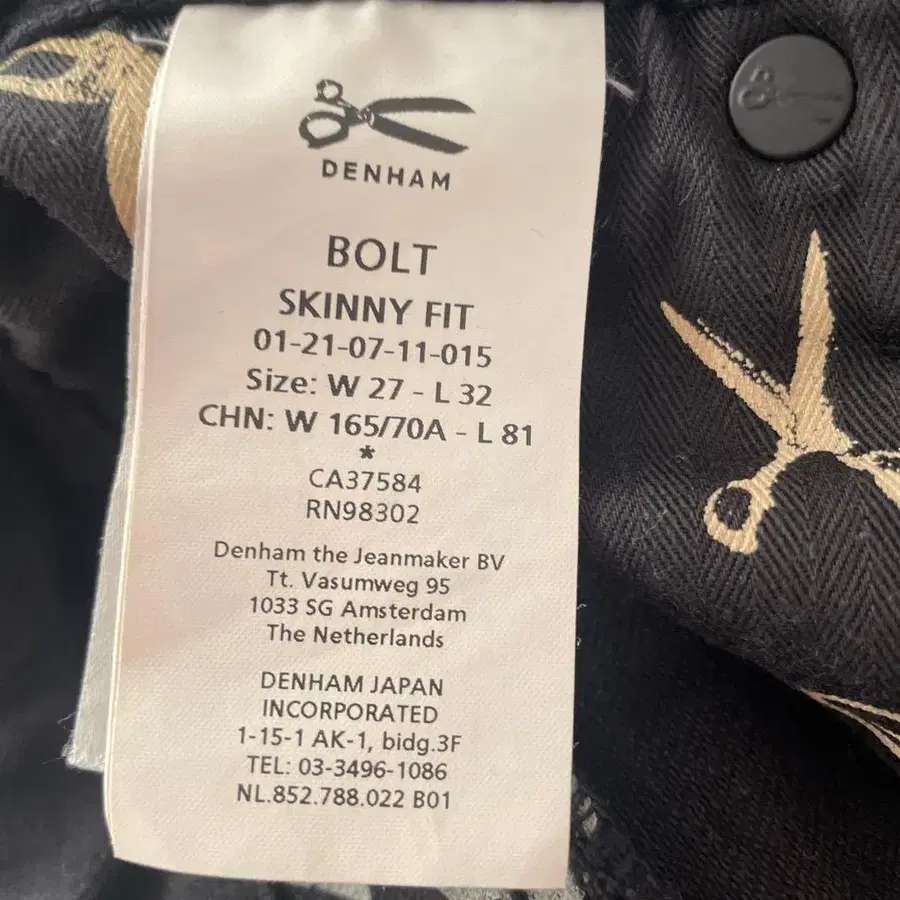 DENHAM
BOLT
SKINNY FIT
01-21-07-11-015
Size: W 27 - L 32
CHN: W 165/70A - L 81
*
CA37584
RN98302
Denham the Jeanmaker BV
Tt. Vasumweg 95
1033 SG Amsterdam
The Netherlands
DENHAM JAPAN
INCORPORATED
1-15-1 AK-1, bidg.3F
TEL: 03-3496-1086
NL.852.788.022 B01